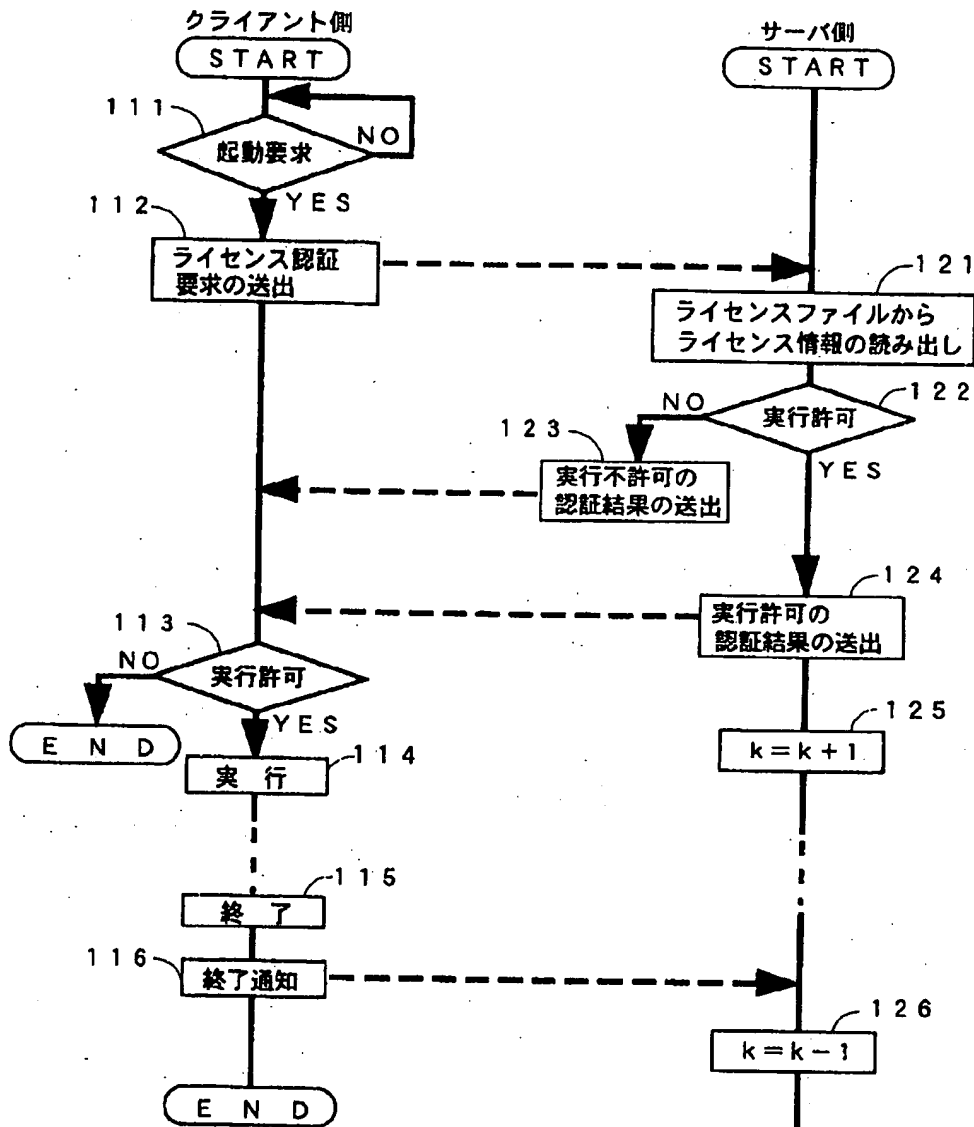 クライアント側
START
111
起動要求
NO
YES
112
ライセンス認証
要求の送出
113
実行許可
NO
YES
END
114
実 行
115
終 了
116
終了通知
END
サーバ側
START
121
ライセンスファイルから
ライセンス情報の読み出し
122
実行許可
NO
YES
123
実行不許可の
認証結果の送出
124
実行許可の
認証結果の送出
125
k=k+1
126
k=k-1